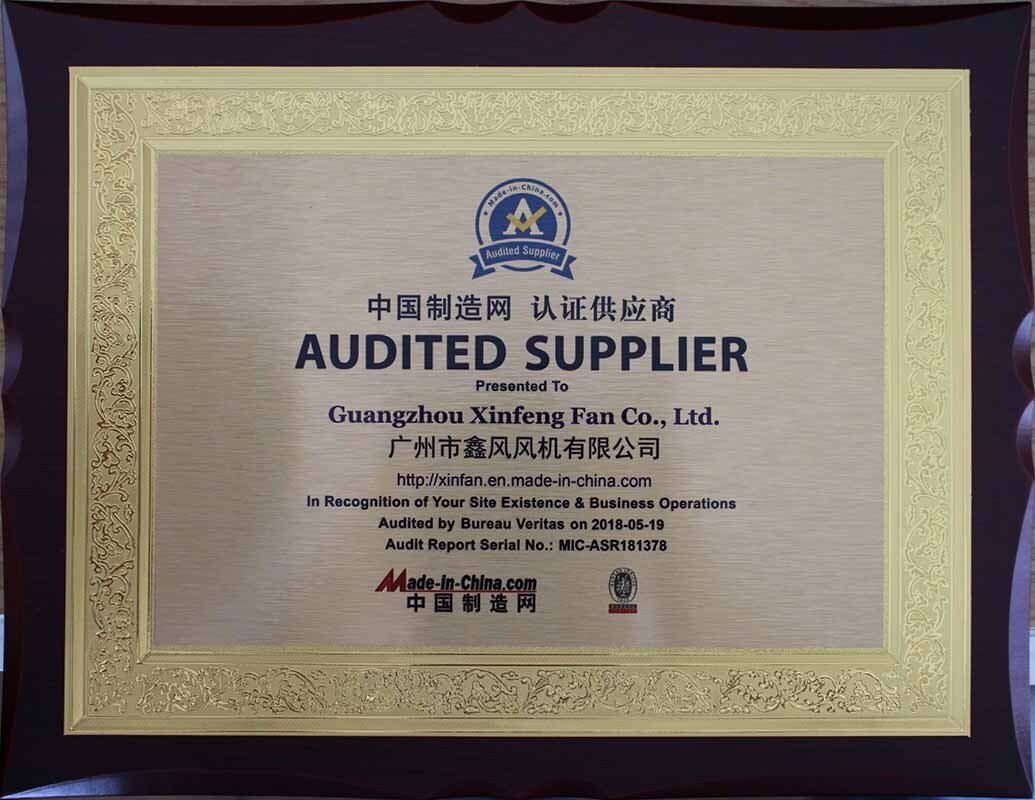 Made-in-China.com
A
Audited Supplier
中国制造网 认证供应商
AUDITED SUPPLIER
Presented To
Guangzhou Xinfeng Fan Co., Ltd.
广州市鑫风风机有限公司
http://xinfan.en.made-in-china.com
In Recognition of Your Site Existence & Business Operations
Audited by Bureau Veritas on 2018-05-19
Audit Report Serial No.: MIC-ASR181378
Made-in-China.com
中国制造网